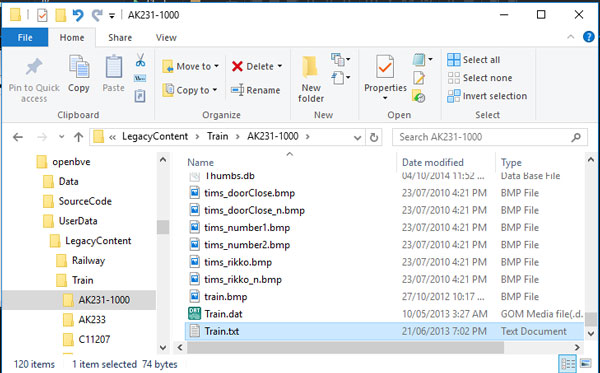 AK231-1000
File Home Share View
Pin to Quick access
Copy
Paste
Clipboard
Move to
Copy to
Delete
Rename
Organize
New folder
New
Properties
Open
Select all
Select none
Invert selection
Select
« LegacyContent > Train > AK231-1000 >
Search AK231-1000
openbve
Data
SourceCode
UserData
LegacyContent
Railway
Train
AK231-1000
AK233
C11207
Name Date modified Type
Thumbs.db 04/10/2014 11:52 ... Data Base File
tims_doorClose.bmp 23/07/2010 4:21 PM BMP File
tims_doorClose_n.bmp 23/07/2010 4:21 PM BMP File
tims_number1.bmp 23/07/2010 4:21 PM BMP File
tims_number2.bmp 23/07/2010 4:21 PM BMP File
tims_rikko.bmp 23/07/2010 4:21 PM BMP File
tims_rikko_n.bmp 23/07/2010 4:21 PM BMP File
train.bmp 27/10/2012 10:17 ... BMP File
Train.dat 10/05/2013 3:27 AM GOM Media file(.d...
Train.txt 21/06/2013 7:02 PM Text Document
120 items 1 item selected 74 bytes